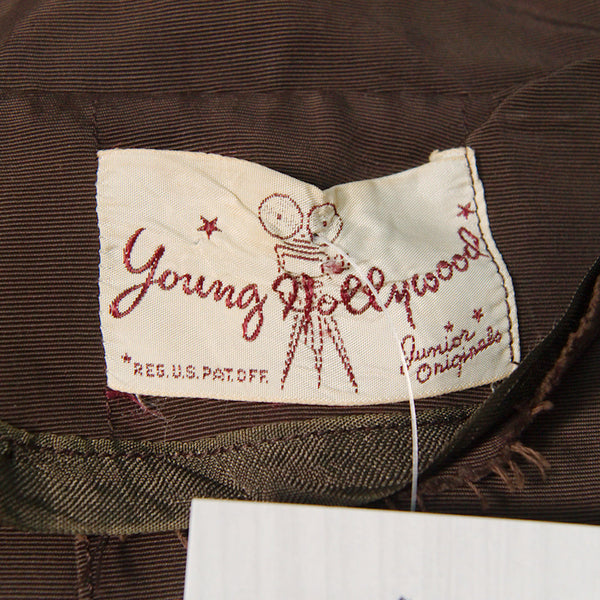 Young Hollywood
*REG. U.S. PAT. OFF.
Junior
Originals